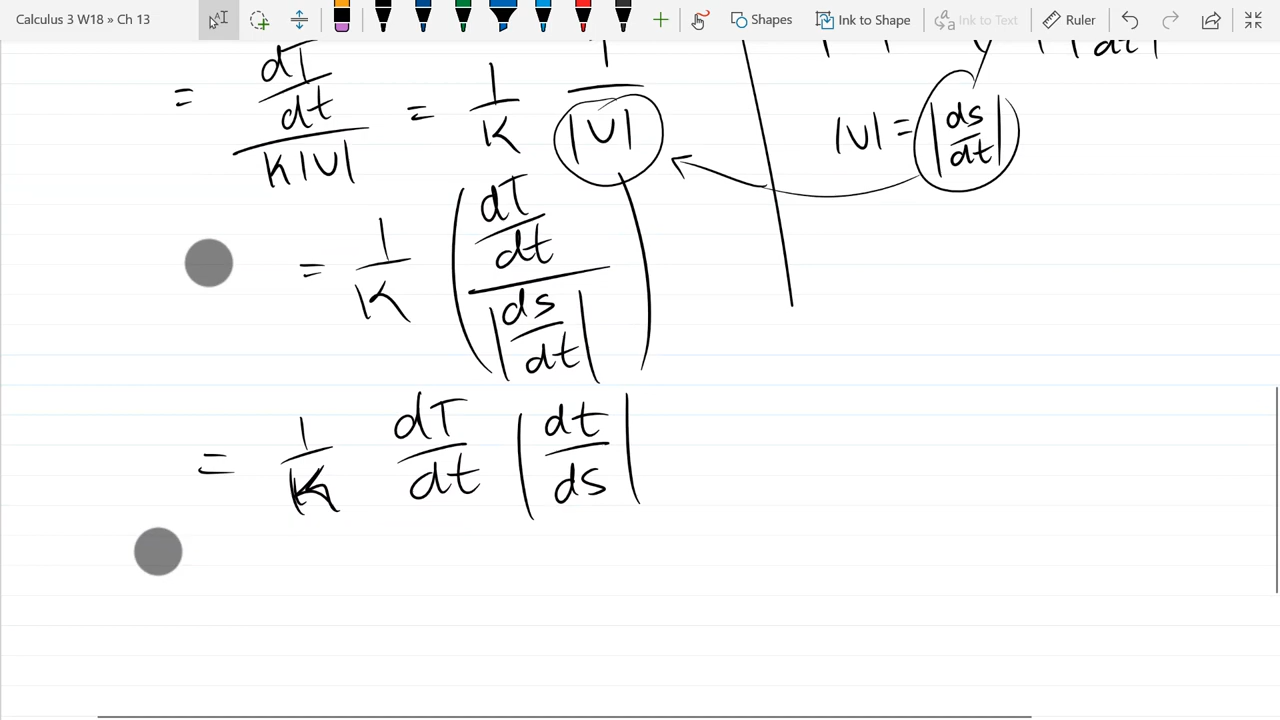 Calculus 3 W18 » Ch 13
Shapes
Ink to Shape
Ink to Text
Ruler
= dT/dt / K|V| = 1/K /|V|
dt|
|V| = |ds/dt|
= 1/K (dT/dt / |ds/dt|)
= 1/K dT/dt |dt/ds|